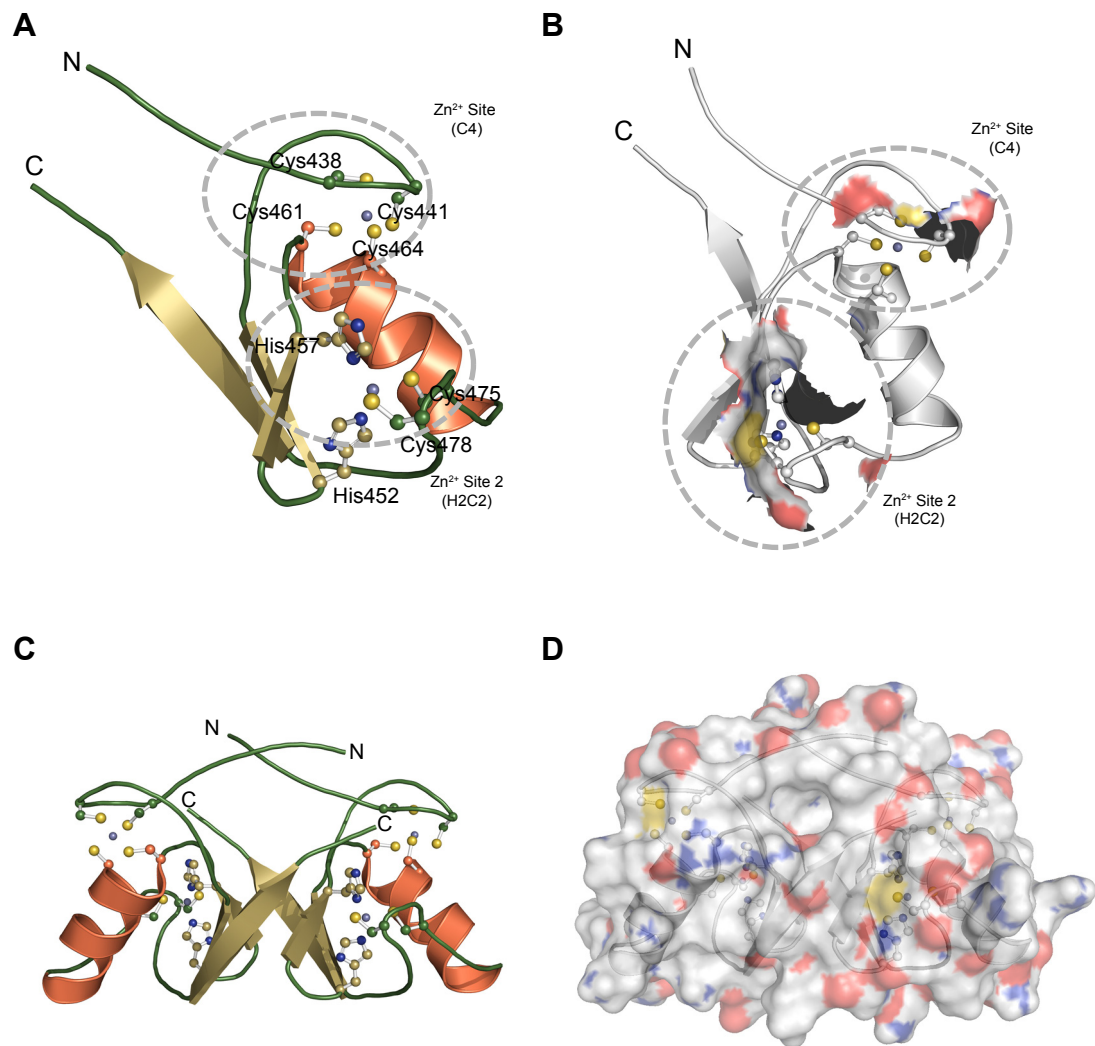 A
N
Zn²⁺ Site
(C4)
C
Cys438
Cys461
Cys441
Cys464
His457
Cys475
Cys478
His452
Zn²⁺ Site 2
(H2C2)
B
N
C
Zn²⁺ Site
(C4)
Zn²⁺ Site 2
(H2C2)
C
N
N
C
C
D